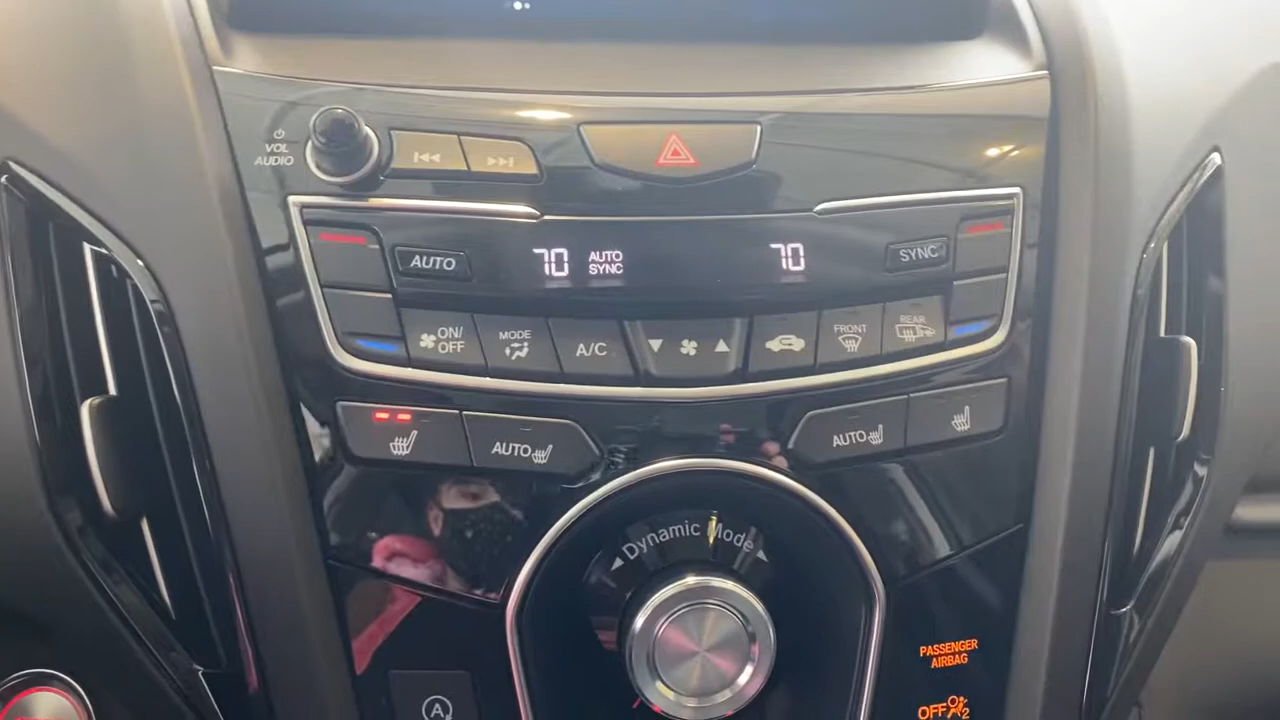 VOL
AUDIO
AUTO
70
AUTO
SYNC
70
SYNC
ON/
OFF
MODE
A/C
FRONT
REAR
AUTO
AUTO
Dynamic Mode
PASSENGER
AIRBAG
OFF 2
A